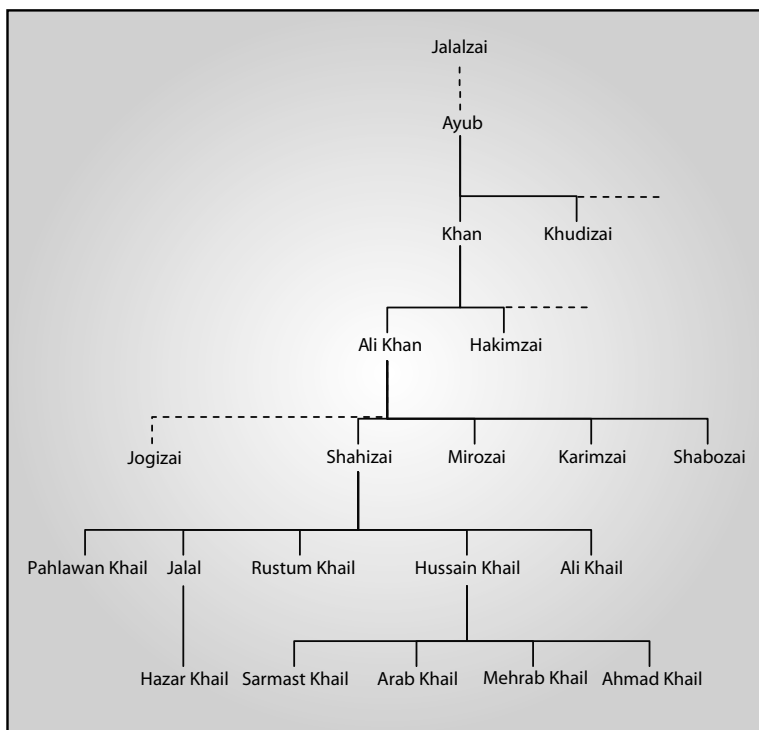 Jalalzai
Ayub
Khan Khudizai
Ali Khan Hakimzai
Jogizai Shahizai Mirozai Karimzai Shabozai
Pahlawan Khail Jalal Rustum Khail Hussain Khail Ali Khail
Hazar Khail Sarmast Khail Arab Khail Mehrab Khail Ahmad Khail